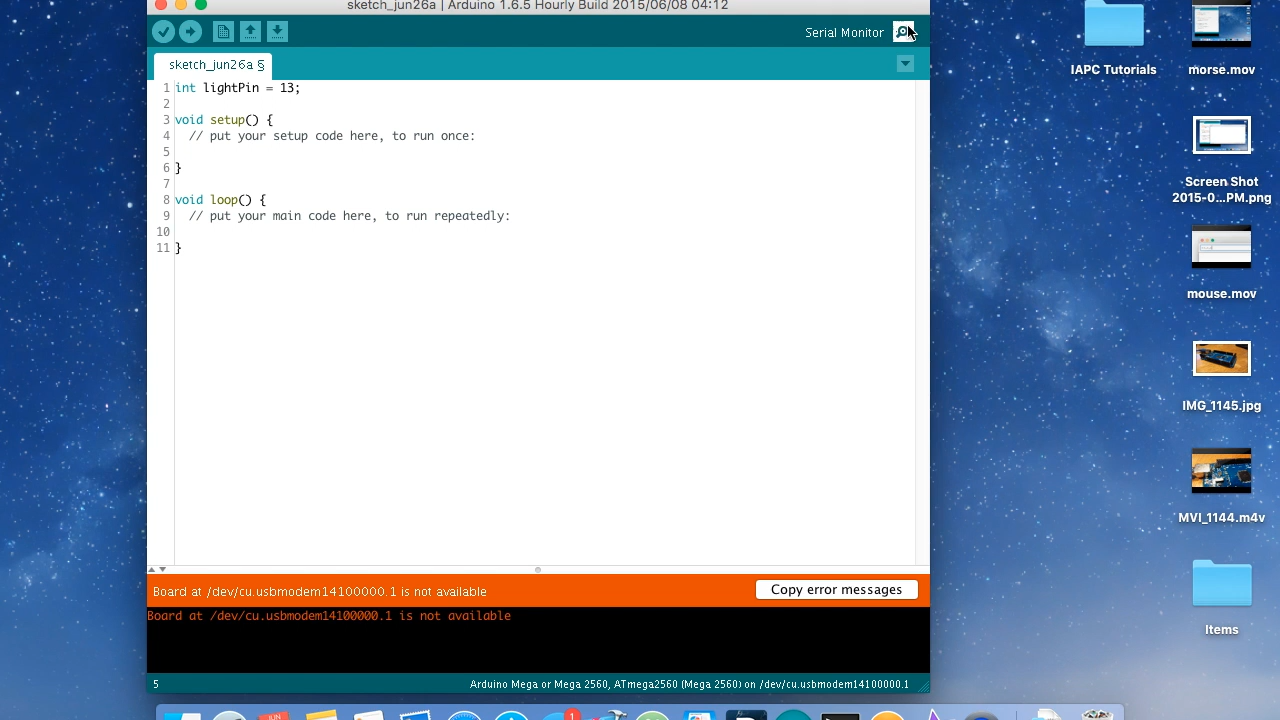 sketch_jun26a | Arduino 1.6.5 Hourly Build 2015/06/08 04:12
Serial Monitor
sketch_jun26a §
1 int lightPin = 13;
2
3 void setup() {
4 // put your setup code here, to run once:
5
6 }
7
8 void loop() {
9 // put your main code here, to run repeatedly:
10
11 }
Board at /dev/cu.usbmodem14100000.1 is not available
Copy error messages
Board at /dev/cu.usbmodem14100000.1 is not available
5
Arduino Mega or Mega 2560, ATmega2560 (Mega 2560) on /dev/cu.usbmodem14100000.1
IAPC Tutorials
morse.mov
Screen Shot
2015-0...PM.png
mouse.mov
IMG_1145.jpg
MVI_1144.m4v
Items
JUN
1